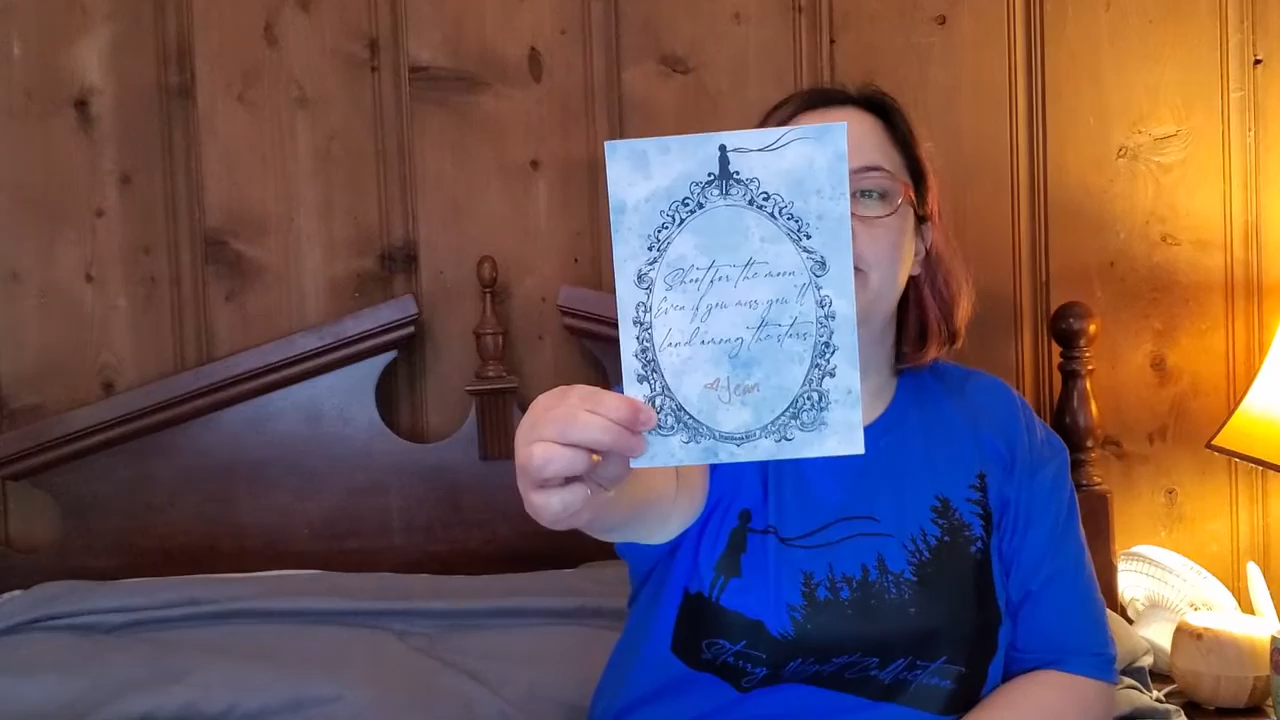 Shoot for the moon.
Even if you miss, you'll
land among the stars.
Jean
Starry Night Collection